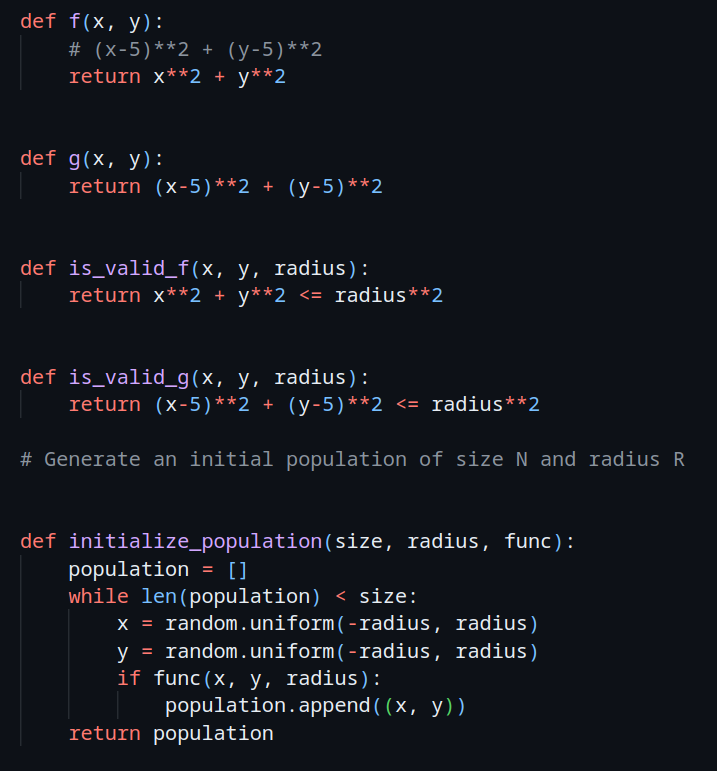 def f(x, y):
    # (x-5)**2 + (y-5)**2
    return x**2 + y**2
def g(x, y):
    return (x-5)**2 + (y-5)**2
def is_valid_f(x, y, radius):
    return x**2 + y**2 <= radius**2
def is_valid_g(x, y, radius):
    return (x-5)**2 + (y-5)**2 <= radius**2
# Generate an initial population of size N and radius R
def initialize_population(size, radius, func):
    population = []
    while len(population) < size:
        x = random.uniform(-radius, radius)
        y = random.uniform(-radius, radius)
        if func(x, y, radius):
            population.append((x, y))
    return population